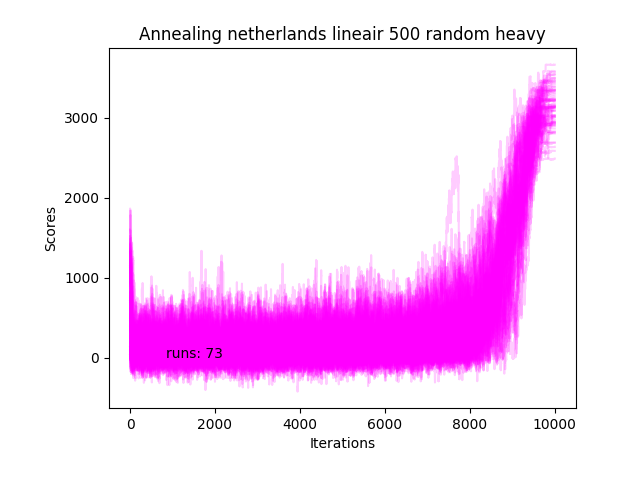 Annealing netherlands lineair 500 random heavy
Scores
3000
2000
1000
0
runs: 73
0 2000 4000 6000 8000 10000
Iterations